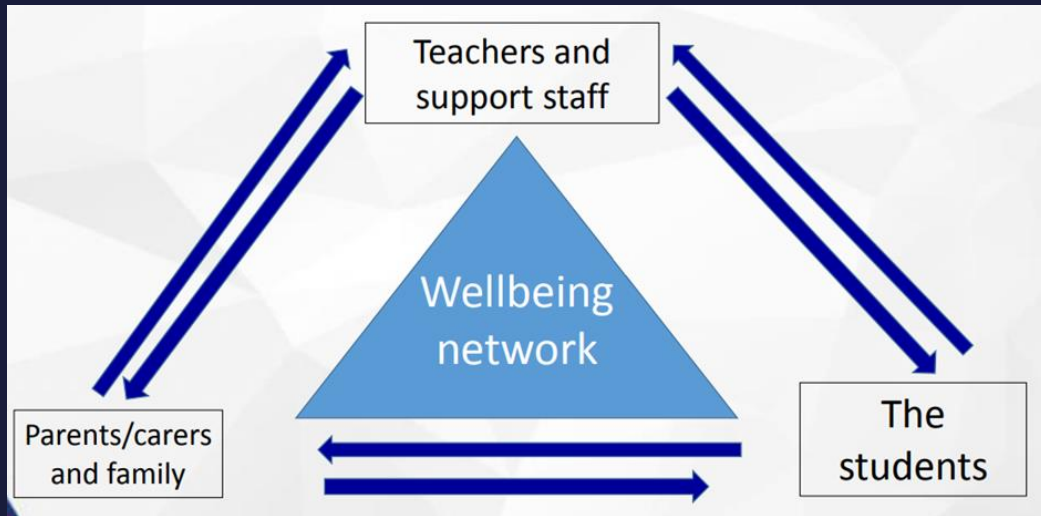 Teachers and
support staff
Wellbeing
network
Parents/carers
and family
The
students